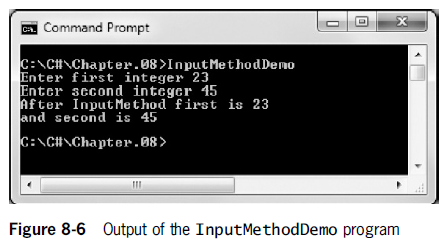 Command Prompt
C:\C#\Chapter.08>InputMethodDemo
Enter first integer 23
Enter second integer 45
After InputMethod first is 23
and second is 45
C:\C#\Chapter.08>
Figure 8-6 Output of the InputMethodDemo program